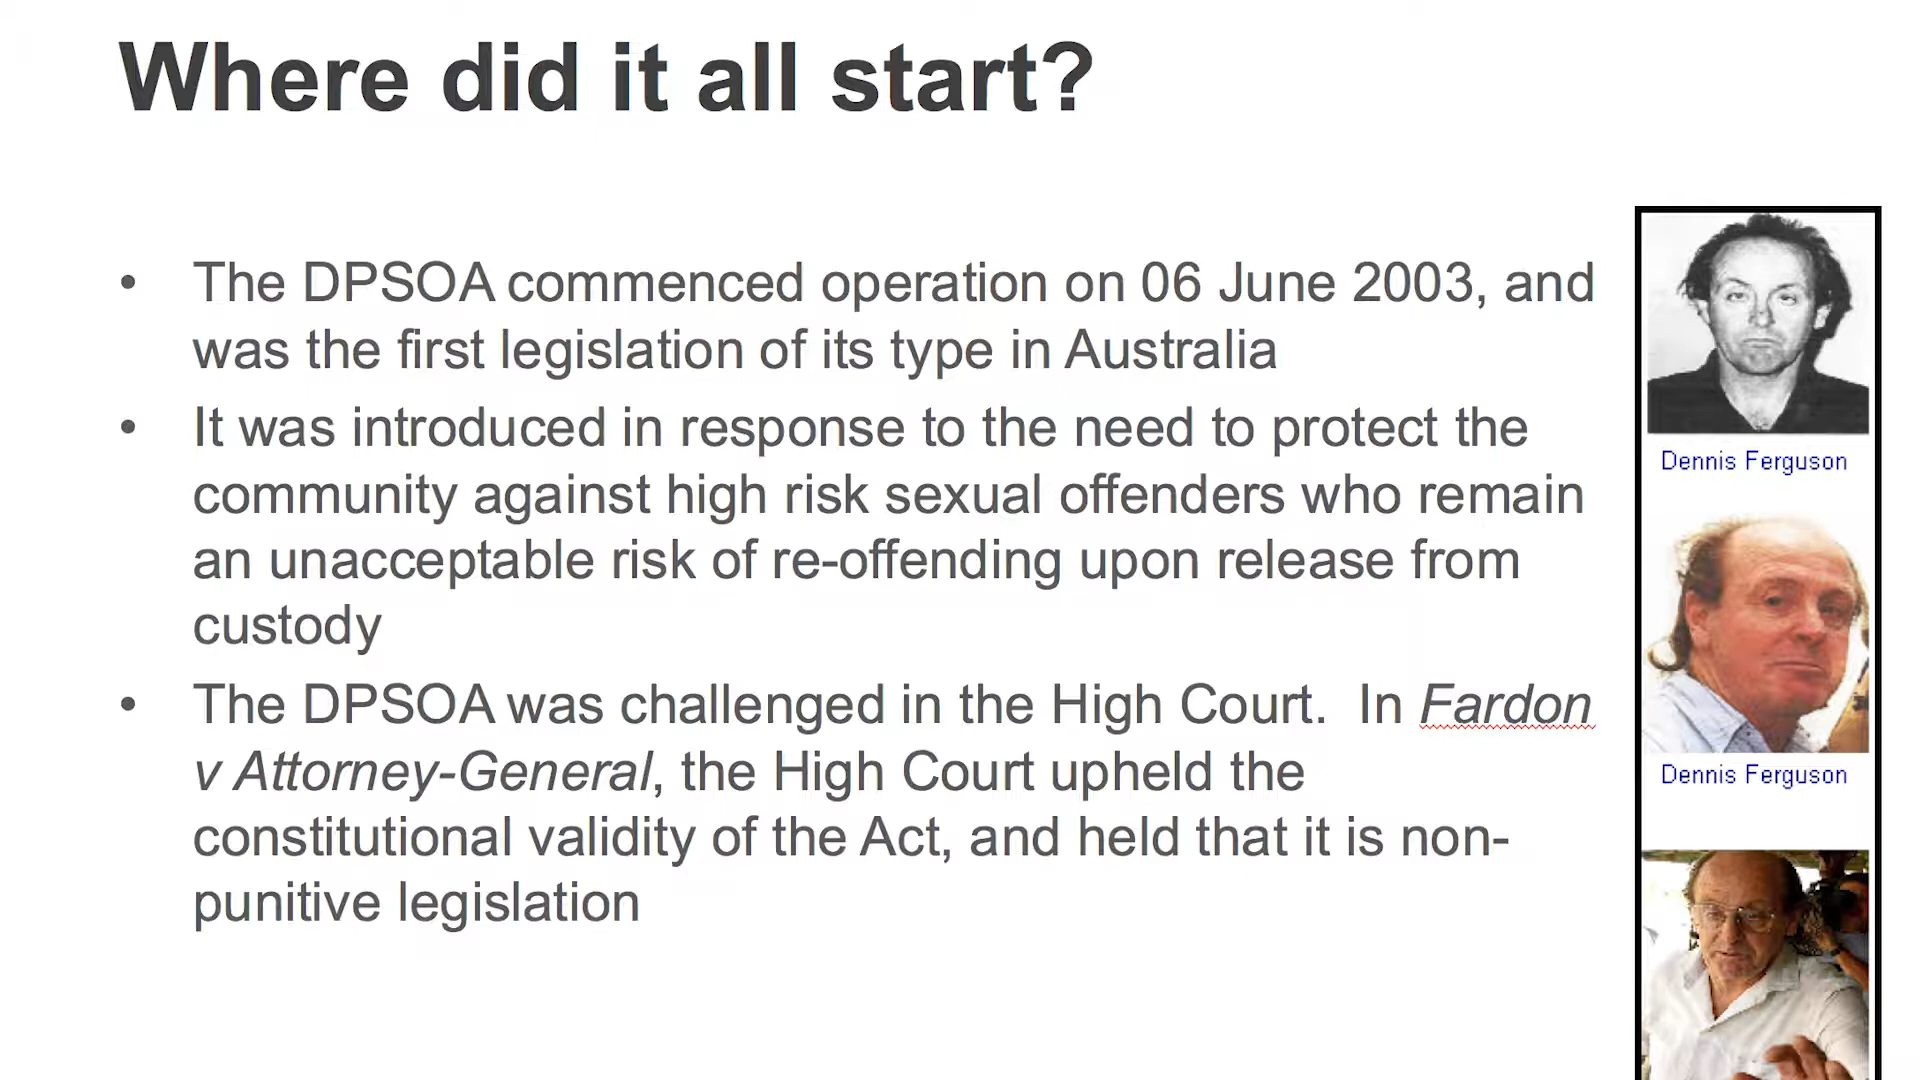 Where did it all start?
• The DPSOA commenced operation on 06 June 2003, and
was the first legislation of its type in Australia
• It was introduced in response to the need to protect the
community against high risk sexual offenders who remain
an unacceptable risk of re-offending upon release from
custody
• The DPSOA was challenged in the High Court.  In Fardon
v Attorney-General, the High Court upheld the
constitutional validity of the Act, and held that it is non-
punitive legislation
Dennis Ferguson
Dennis Ferguson